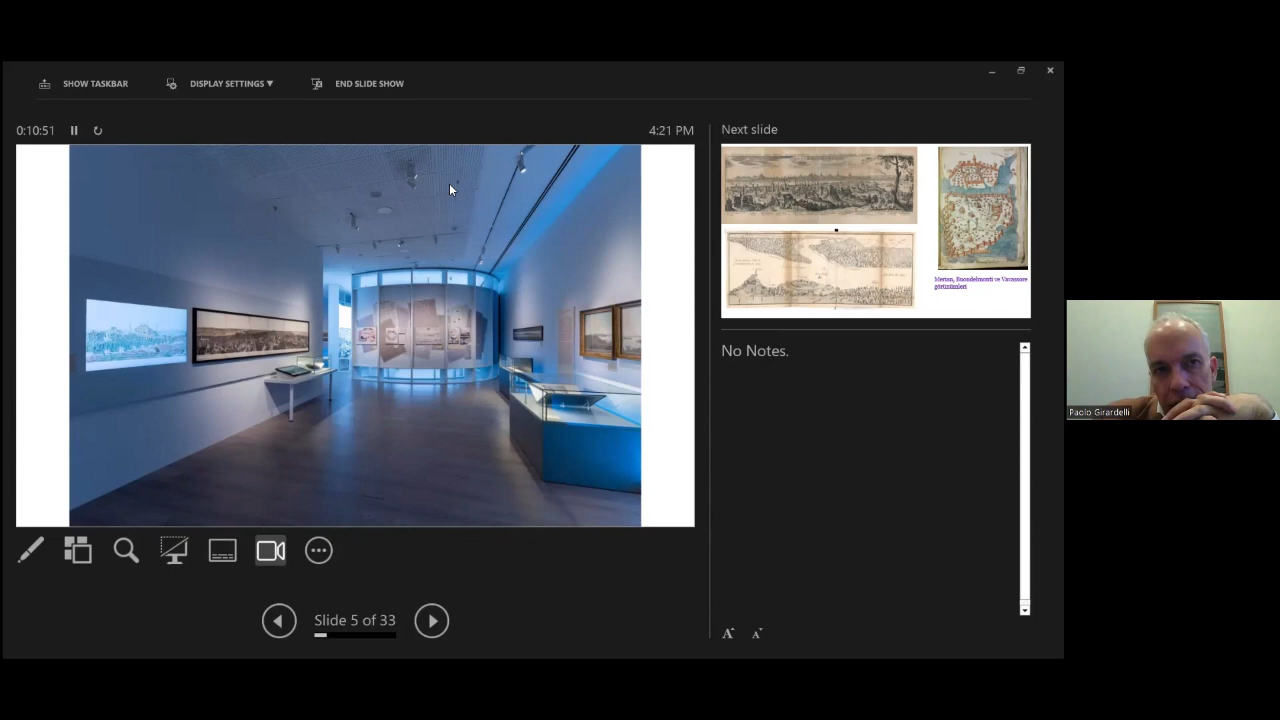 SHOW TASKBAR
DISPLAY SETTINGS ▼
END SLIDE SHOW
0:10:51
4:21 PM
Next slide
Mерian, Buondelmonti ve Vavassore
görünümleri
No Notes.
Paolo Girardelli
Slide 5 of 33
A A